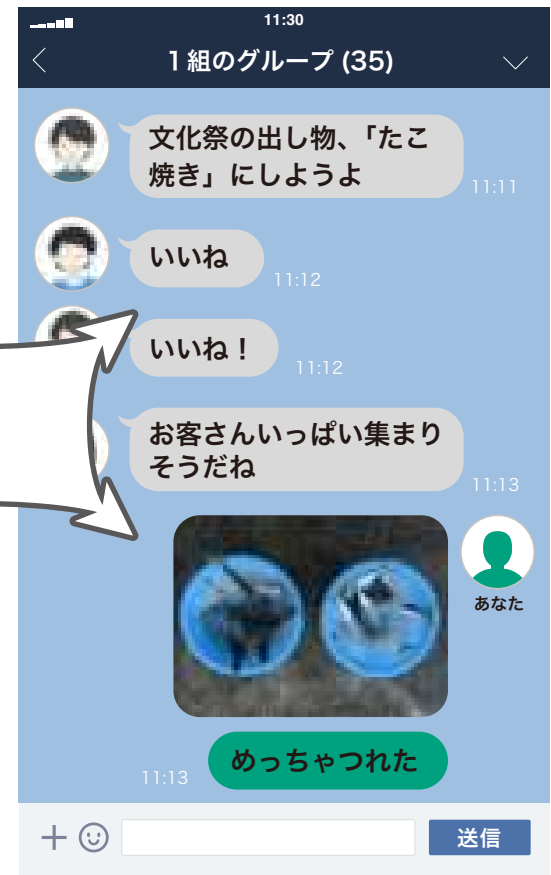 11:30
1組のグループ (35)
文化祭の出し物、「たこ
焼き」にしようよ
11:11
いいね
11:12
いいね！
11:12
お客さんいっぱい集まり
そうだね
11:13
あなた
めっちゃつれた
11:13
送信